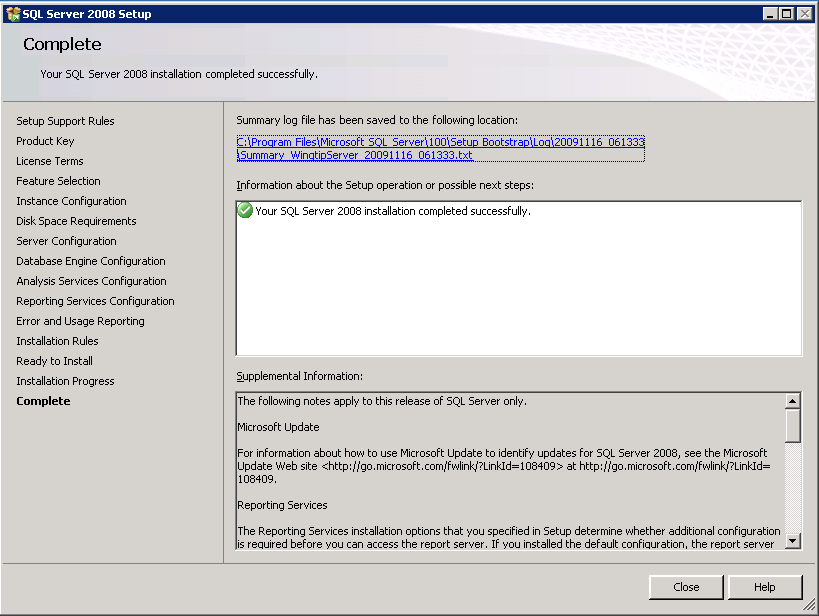 SQL Server 2008 Setup
Complete
Your SQL Server 2008 installation completed successfully.
Setup Support Rules
Product Key
License Terms
Feature Selection
Instance Configuration
Disk Space Requirements
Server Configuration
Database Engine Configuration
Analysis Services Configuration
Reporting Services Configuration
Error and Usage Reporting
Installation Rules
Ready to Install
Installation Progress
Complete
Summary log file has been saved to the following location:
C:\Program Files\Microsoft SQL Server\100\Setup Bootstrap\Log\20091116_061333
\Summary_WingtipServer_20091116_061333.txt
Information about the Setup operation or possible next steps:
Your SQL Server 2008 installation completed successfully.
Supplemental Information:
The following notes apply to this release of SQL Server only.
Microsoft Update
For information about how to use Microsoft Update to identify updates for SQL Server 2008, see the Microsoft
Update Web site <http://go.microsoft.com/fwlink/?LinkId=108409> at http://go.microsoft.com/fwlink/?LinkId=
108409.
Reporting Services
The Reporting Services installation options that you specified in Setup determine whether additional configuration
is required before you can access the report server. If you installed the default configuration, the report server
Close
Help